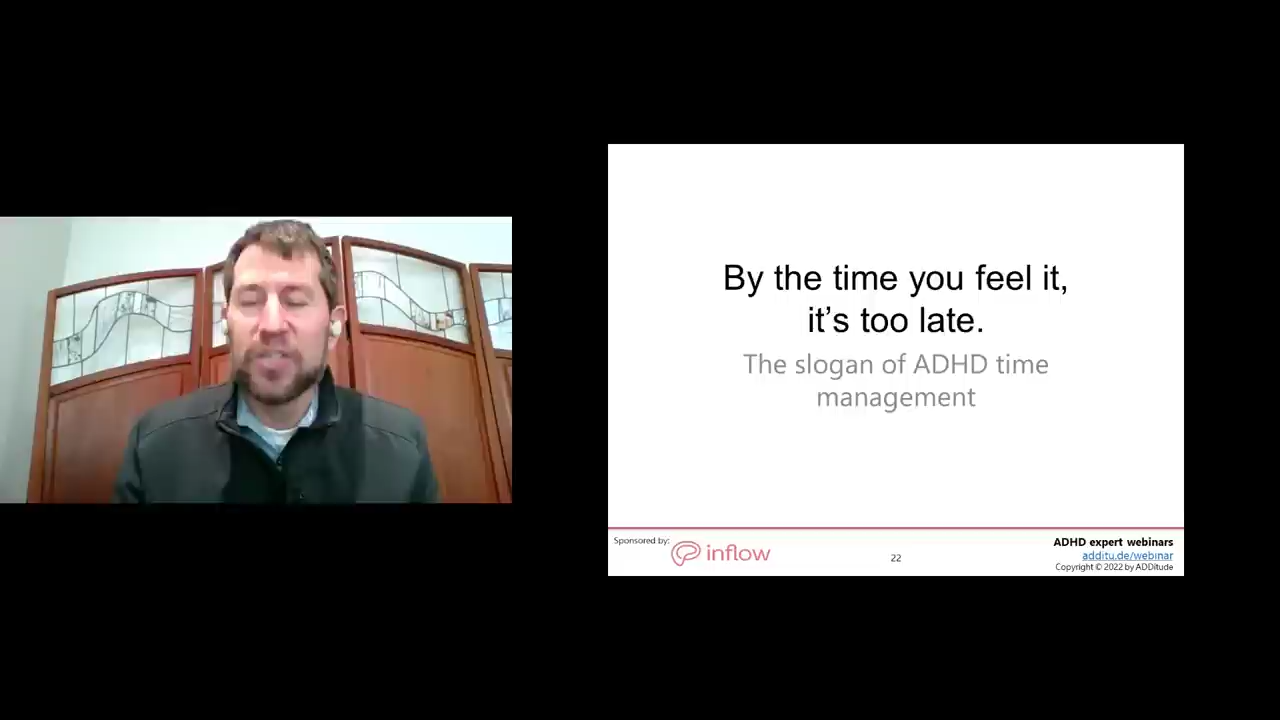 By the time you feel it,
it’s too late.
The slogan of ADHD time
management
Sponsored by:
inflow
22
ADHD expert webinars
additu.de/webinar
Copyright © 2022 by ADDitude